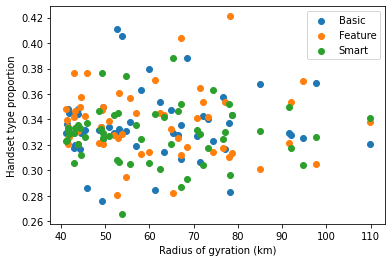 Basic
Feature
Smart
Handset type proportion
0.42
0.40
0.38
0.36
0.34
0.32
0.30
0.28
0.26
40 50 60 70 80 90 100 110
Radius of gyration (km)